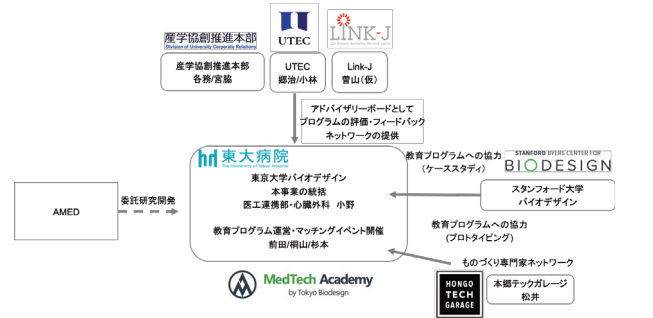 産学協創推進本部
Division of University Corporate Relations
産学協創推進本部
各務/宮脇
UTEC
UTEC
郷治/小林
LINK-J
Link-J
曽山(仮)
アドバイザリーボードとして
プログラムの評価・フィードバック
ネットワークの提供
東大病院
The University of Tokyo Hospital
東京大学バイオデザイン
本事業の統括
医工連携部・心臓外科 小野
教育プログラム運営・マッチングイベント開催
前田/桐山/杉本
AMED
委託研究開発
教育プログラムへの協力
(ケーススタディ)
STANFORD BYERS CENTER FOR
BIODESIGN
スタンフォード大学
バイオデザイン
教育プログラムへの協力
(プロトタイピング)
ものづくり専門家ネットワーク
HONGO
TECH
GARAGE
本郷テックガレージ
松井
MedTech Academy
by Tokyo Biodesign